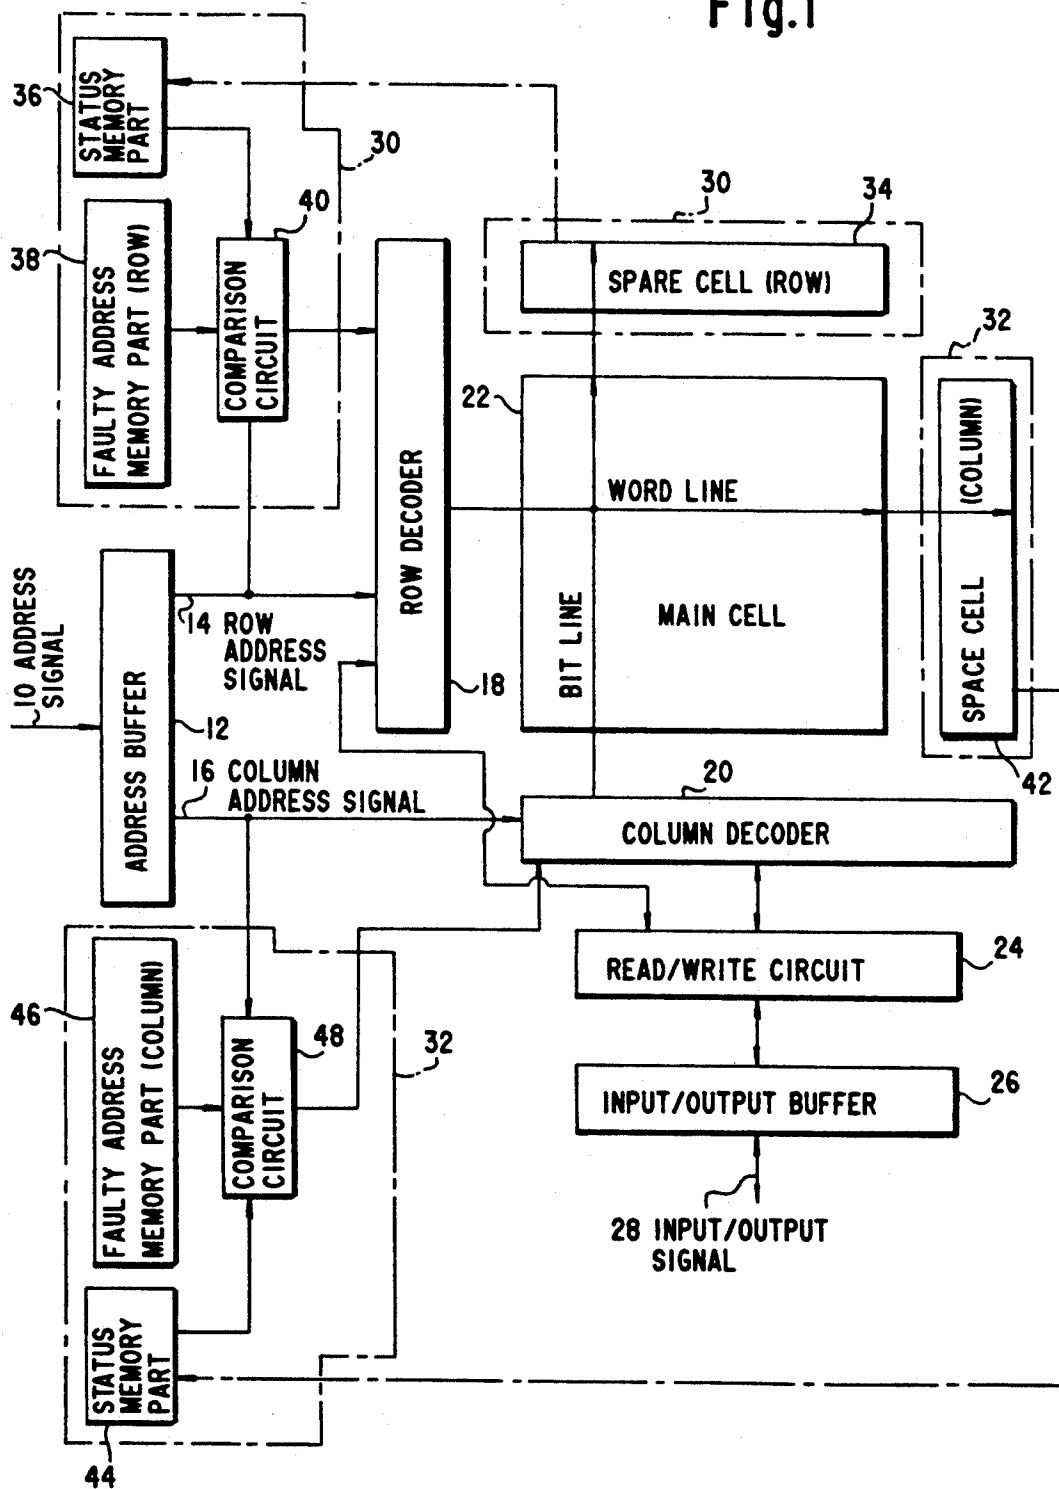 Fig.1
36
STATUS
MEMORY
PART
30
40
38
FAULTY ADDRESS
MEMORY PART (ROW)
COMPARISON
CIRCUIT
30
34
SPARE CELL (ROW)
32
22
ROW DECODER
WORD LINE
(COLUMN)
SPACE CELL
BIT LINE
MAIN CELL
10 ADDRESS
SIGNAL
14 ROW
ADDRESS
SIGNAL
18
ADDRESS BUFFER
12
42
16 COLUMN
ADDRESS SIGNAL
20
COLUMN DECODER
24
READ/WRITE CIRCUIT
46
FAULTY ADDRESS
MEMORY PART (COLUMN)
COMPARISON
CIRCUIT
48
32
26
INPUT/OUTPUT BUFFER
28 INPUT/OUTPUT
SIGNAL
STATUS
MEMORY
PART
44